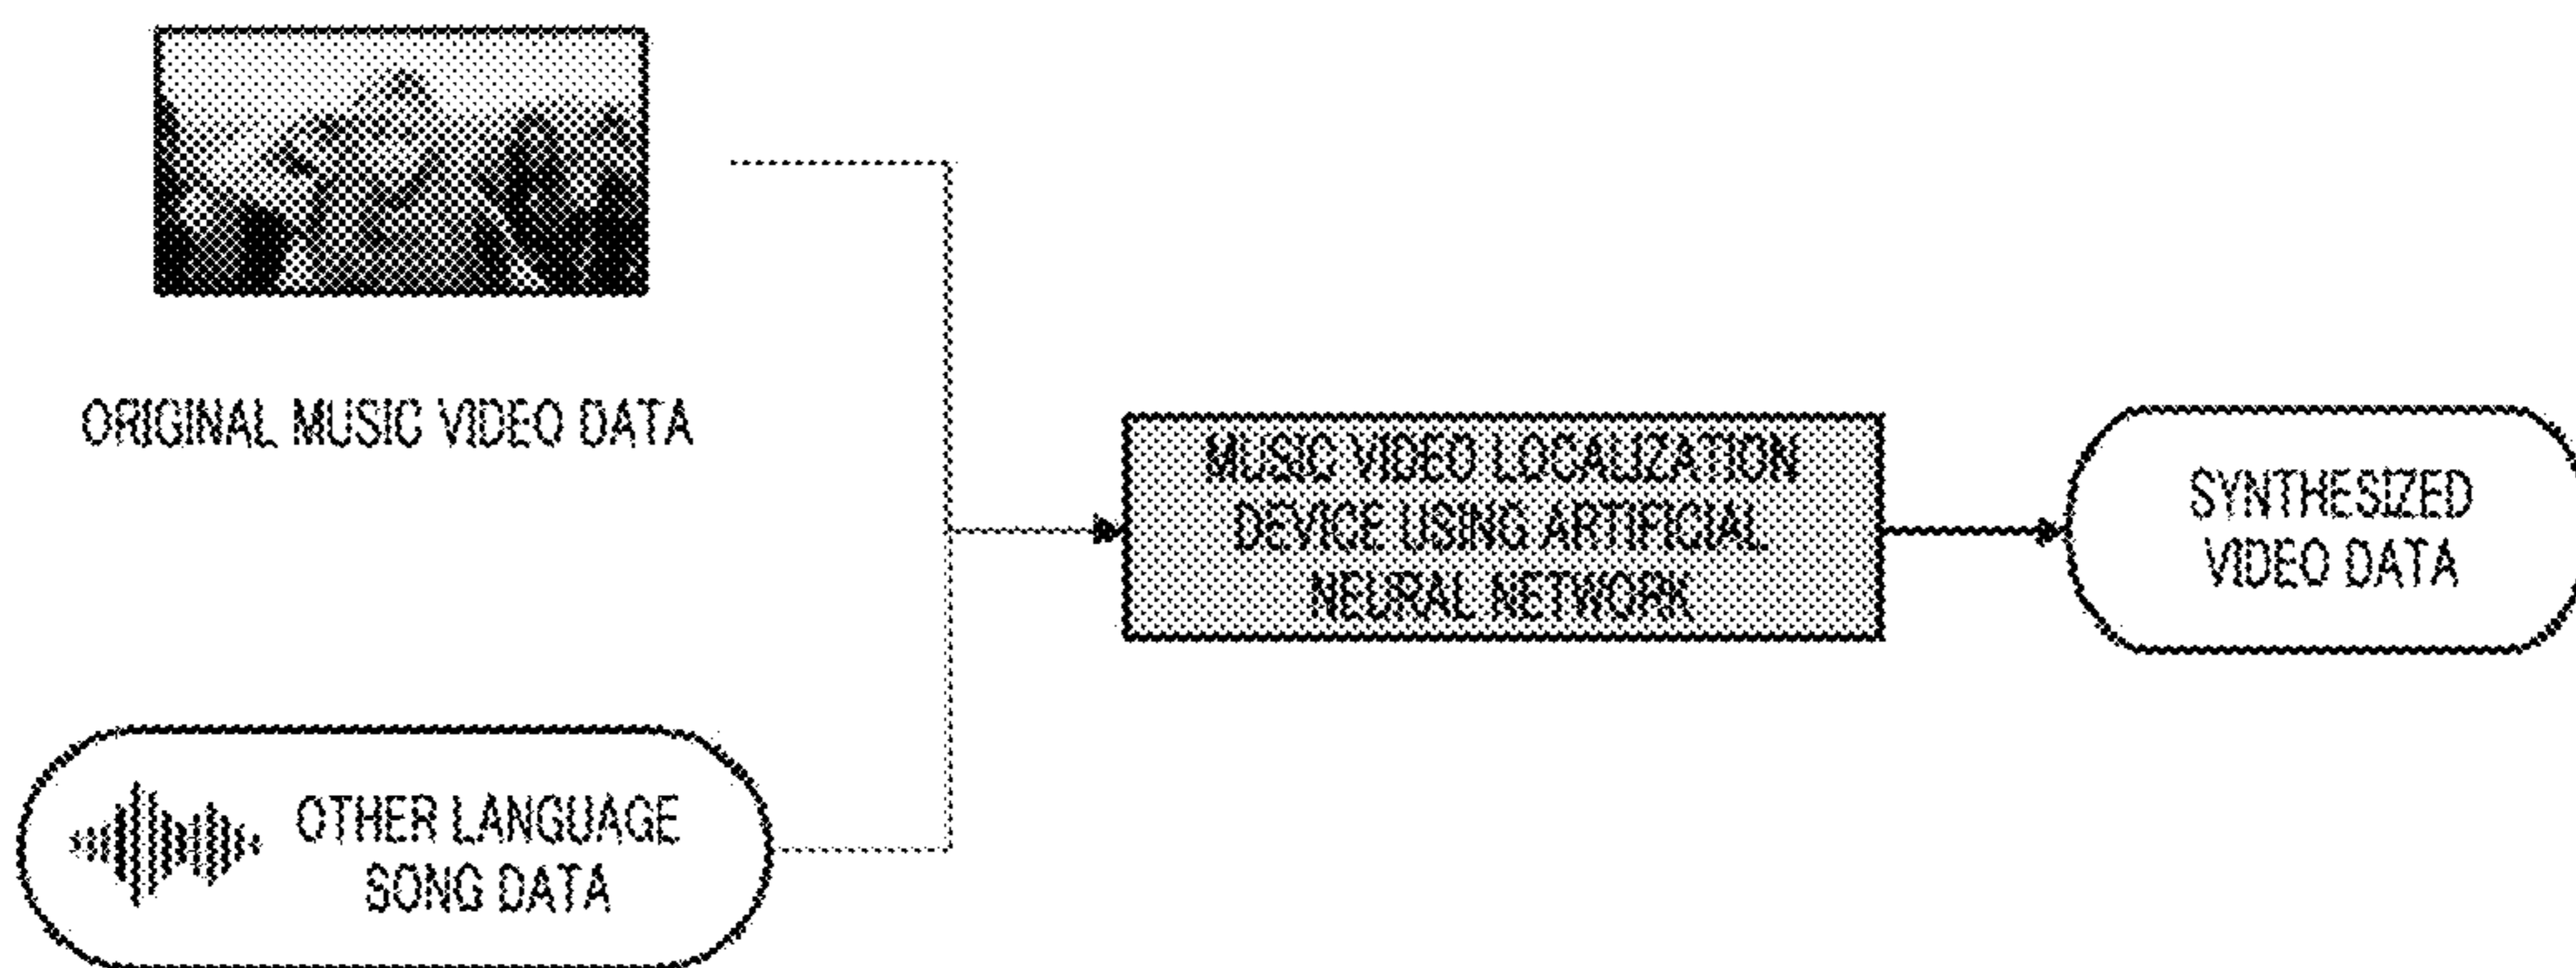 ORIGINAL MUSIC VIDEO DATA
MUSIC VIDEO LOCALIZATION
DEVICE USING ARTIFICIAL
NEURAL NETWORK
SYNTHESIZED
VIDEO DATA
OTHER LANGUAGE
SONG DATA